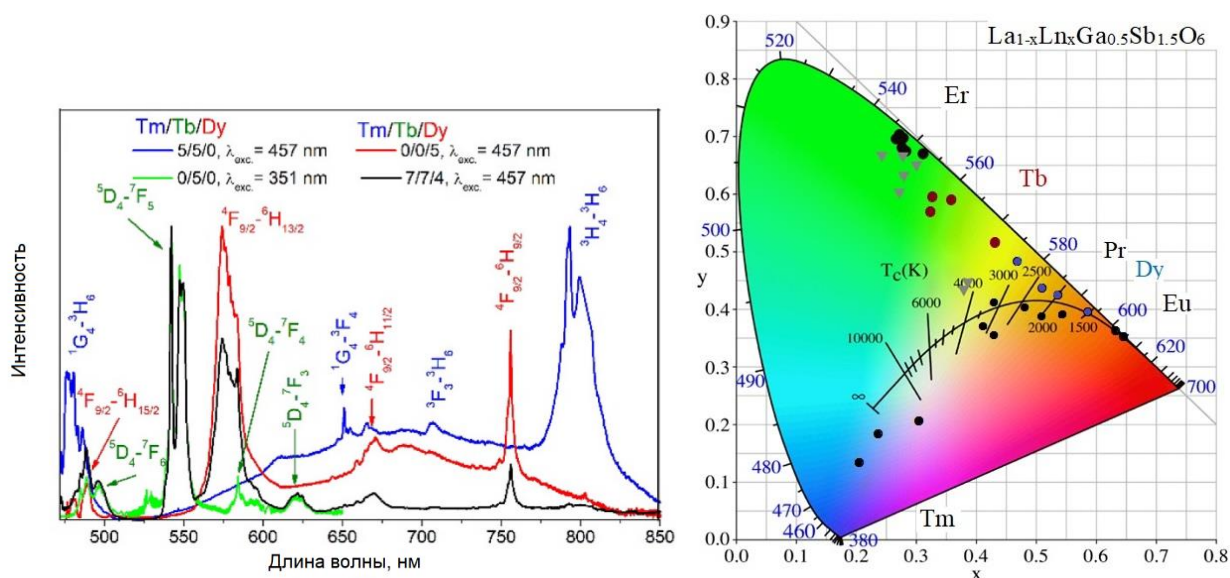 Tm/Tb/Dy
5/5/0, λexc. = 457 nm
0/5/0, λexc. = 351 nm
Tm/Tb/Dy
0/0/5, λexc. = 457 nm
7/7/4, λexc. = 457 nm
⁵D₄-⁷F₅
⁴F₉/₂-⁶H₁₃/₂
¹G₄-³H₆
⁴F₉/₂-⁶H₁₅/₂
⁵D₄-⁷F₆
⁵D₄-⁷F₄
⁵D₄-⁷F₃
¹G₄-³F₄
⁴F₉/₂-⁶H₁₁/₂
³F₃-³H₆
⁴F₉/₂-⁶H₉/₂
³H₄-³H₆
Интенсивность
500 550 600 650 700 750 800 850
Длина волны, нм
La₁₋ₓLnₓGa₀.₅Sb₁.₅O₆
0.9
0.8
0.7
0.6
0.5
y
0.4
0.3
0.2
0.1
0.0
0.0 0.1 0.2 0.3 0.4 0.5 0.6 0.7 0.8
x
520
540
560
580
600
620
700
500
490
480
470
460
380
Er
Tb
Pr
Dy
Eu
Tm
Tc(K)
∞
10000
6000
4000
3000
2500
2000
1500